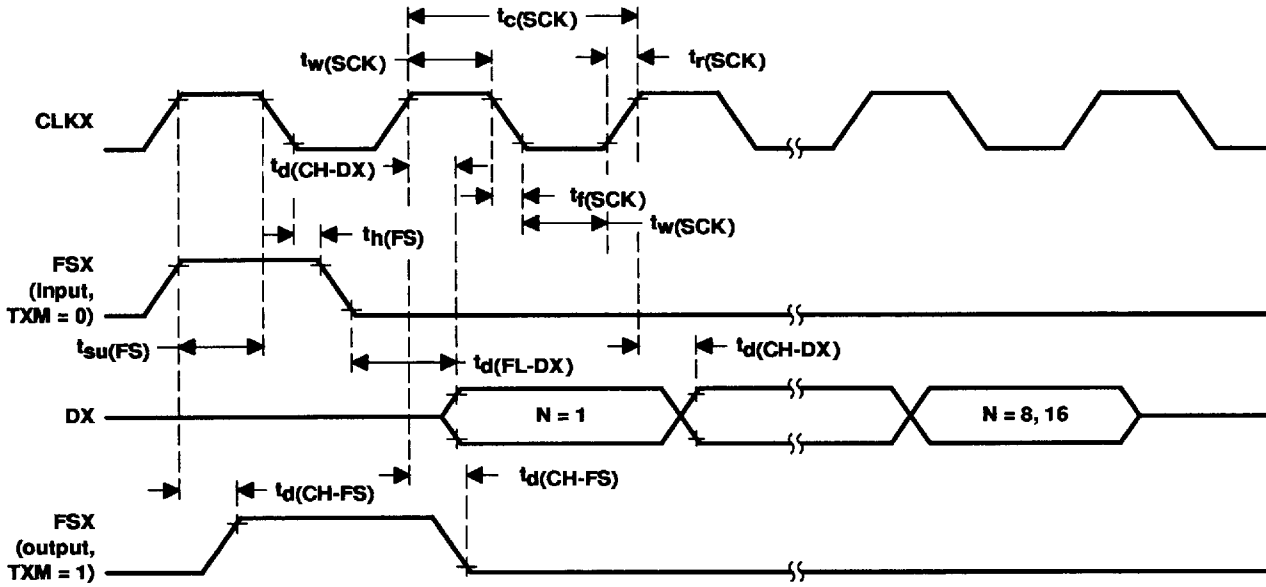 tc(SCK)
tw(SCK)
tr(SCK)
CLKX
td(CH-DX)
tf(SCK)
tw(SCK)
th(FS)
FSX
(Input,
TXM = 0)
tsu(FS)
td(FL-DX)
td(CH-DX)
DX
N = 1
N = 8, 16
td(CH-FS)
td(CH-FS)
FSX
(output,
TXM = 1)